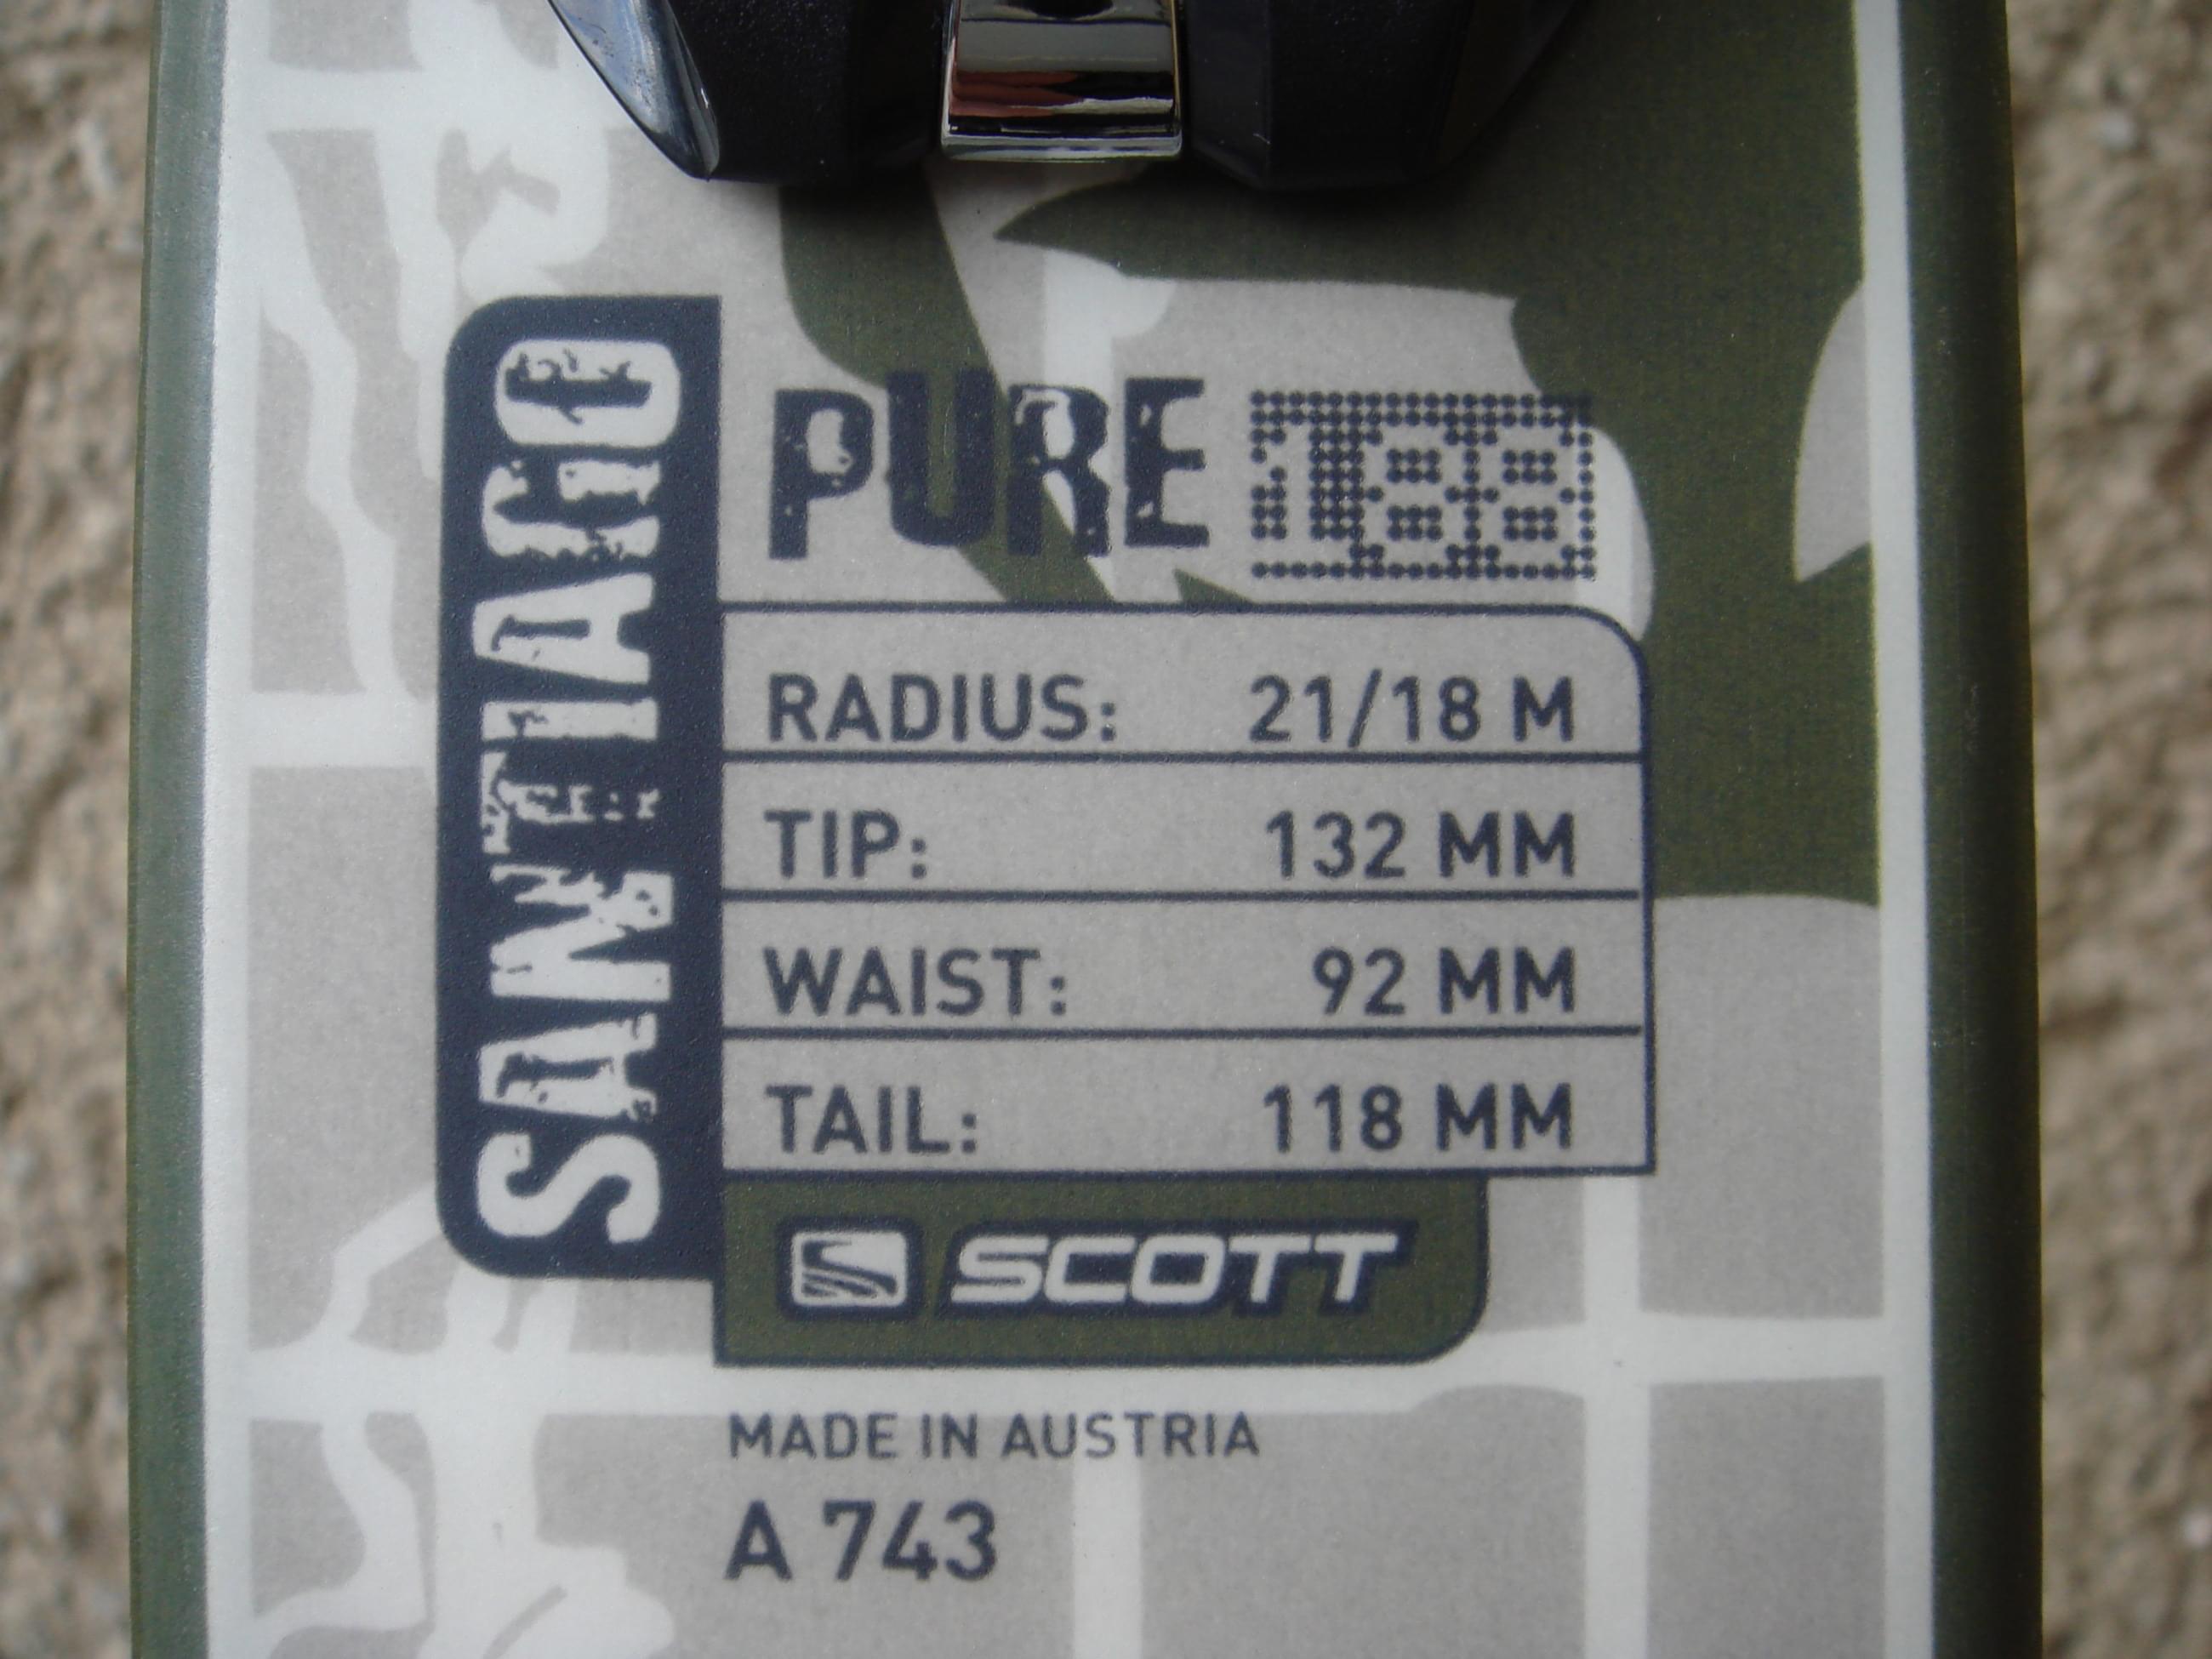 SANTIAGO
PURE 188
RADIUS: 21/18 M
TIP: 132 MM
WAIST: 92 MM
TAIL: 118 MM
SCOTT
MADE IN AUSTRIA
A 743